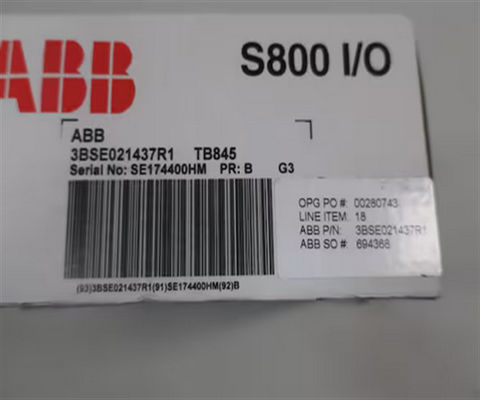 ABB
S800 I/O
ABB
3BSE021437R1 TB845
Serial No: SE174400HM PR: B G3
OPG PO #: 00280743
LINE ITEM: 18
ABB P/N: 3BSE021437R1
ABB SO #: 694368
(93)3BSE021437R1(91)SE174400HM(92)B